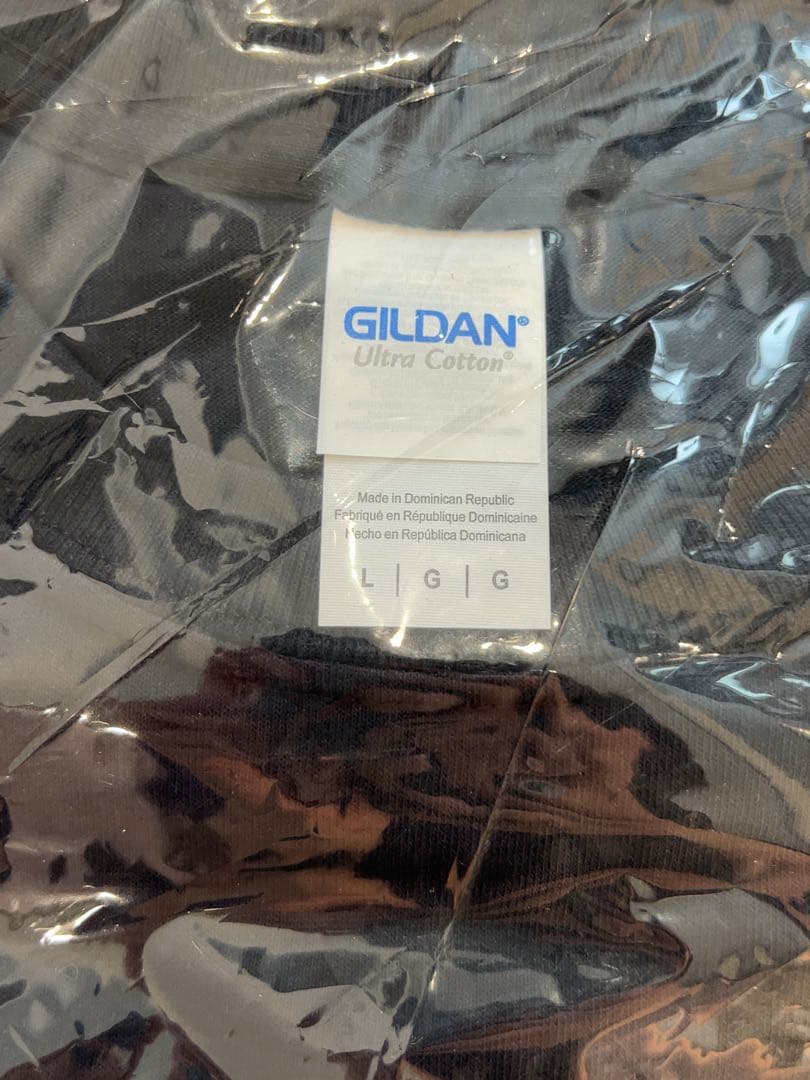 GILDAN®
Ultra Cotton®
Made in Dominican Republic
Fabriqué en République Dominicaine
Hecho en República Dominicana
L | G | G